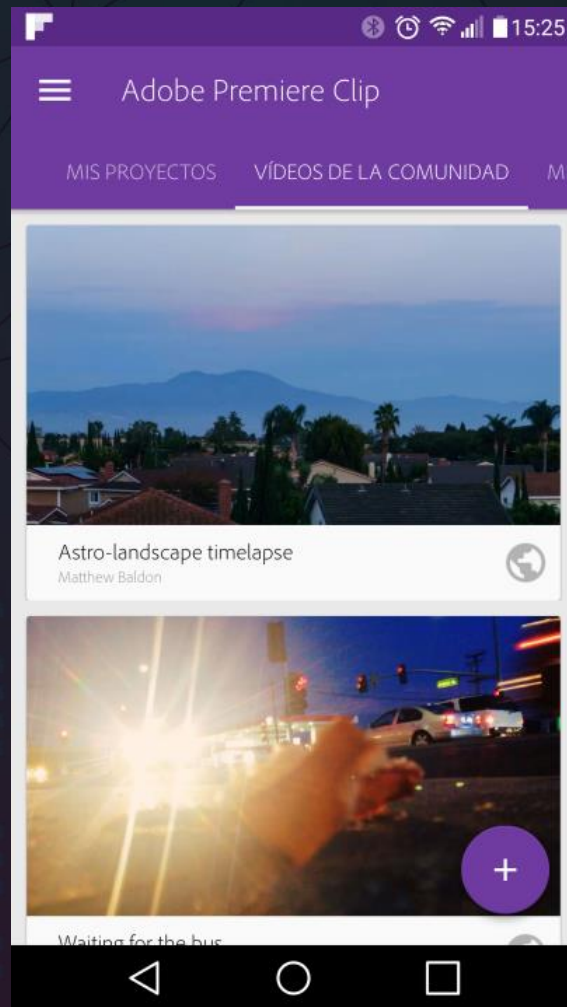 15:25
Adobe Premiere Clip
MIS PROYECTOS VÍDEOS DE LA COMUNIDAD M
Astro-landscape timelapse
Matthew Baldon
Waiting for the bus
+